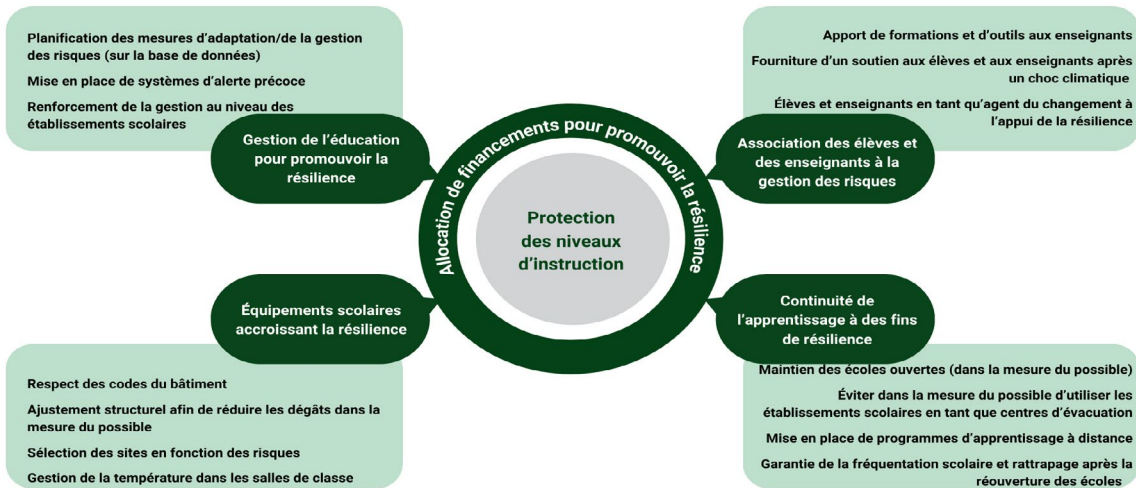 Planification des mesures d’adaptation/de la gestion
des risques (sur la base de données)
Mise en place de systèmes d’alerte précoce
Renforcement de la gestion au niveau des
établissements scolaires
Gestion de l’éducation
pour promouvoir la
résilience
Apport de formations et d’outils aux enseignants
Fourniture d’un soutien aux élèves et aux enseignants après
un choc climatique
Élèves et enseignants en tant qu’agent du changement à
l’appui de la résilience
Association des élèves et
des enseignants à la
gestion des risques
Allocation de financements pour promouvoir la résilience
Protection
des niveaux
d’instruction
Équipements scolaires
accroissant la résilience
Respect des codes du bâtiment
Ajustement structurel afin de réduire les dégâts dans la
mesure du possible
Sélection des sites en fonction des risques
Gestion de la température dans les salles de classe
Continuité de
l’apprentissage à des fins
de résilience
Maintien des écoles ouvertes (dans la mesure du possible)
Éviter dans la mesure du possible d’utiliser les
établissements scolaires en tant que centres d’évacuation
Mise en place de programmes d’apprentissage à distance
Garantie de la fréquentation scolaire et rattrapage après la
réouverture des écoles